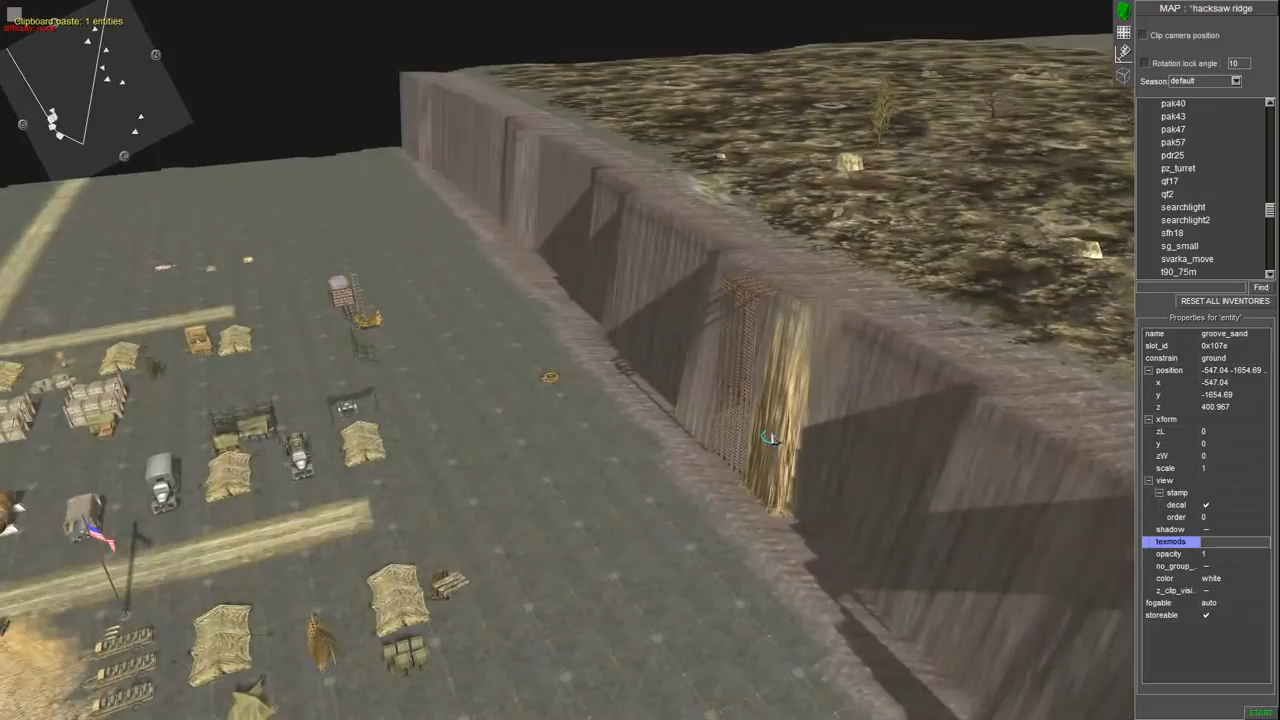 Clipboard paste: 1 entities
MAP : "hacksaw ridge
Clip camera position
Rotation lock angle : 10
Season: default
pak40
pak43
pak47
pak57
pdr25
pz_turret
qf17
qf2
searchlight
searchlight2
sfh18
sg_small
svarka_move
t90_75m
Find
RESET ALL INVENTORIES
Properties for 'entity'
name groove_sand
slot_id 0x107e
constrain ground
position -547.04 -1654.69 ..
x -547.04
y -1654.69
z 400.967
xform
zL 0
y 0
zW 0
scale 1
view
stamp
decal
order 0
shadow
texmods
opacity 1
no_group_..
color white
z_clip_visi..
fogable auto
storeable
START